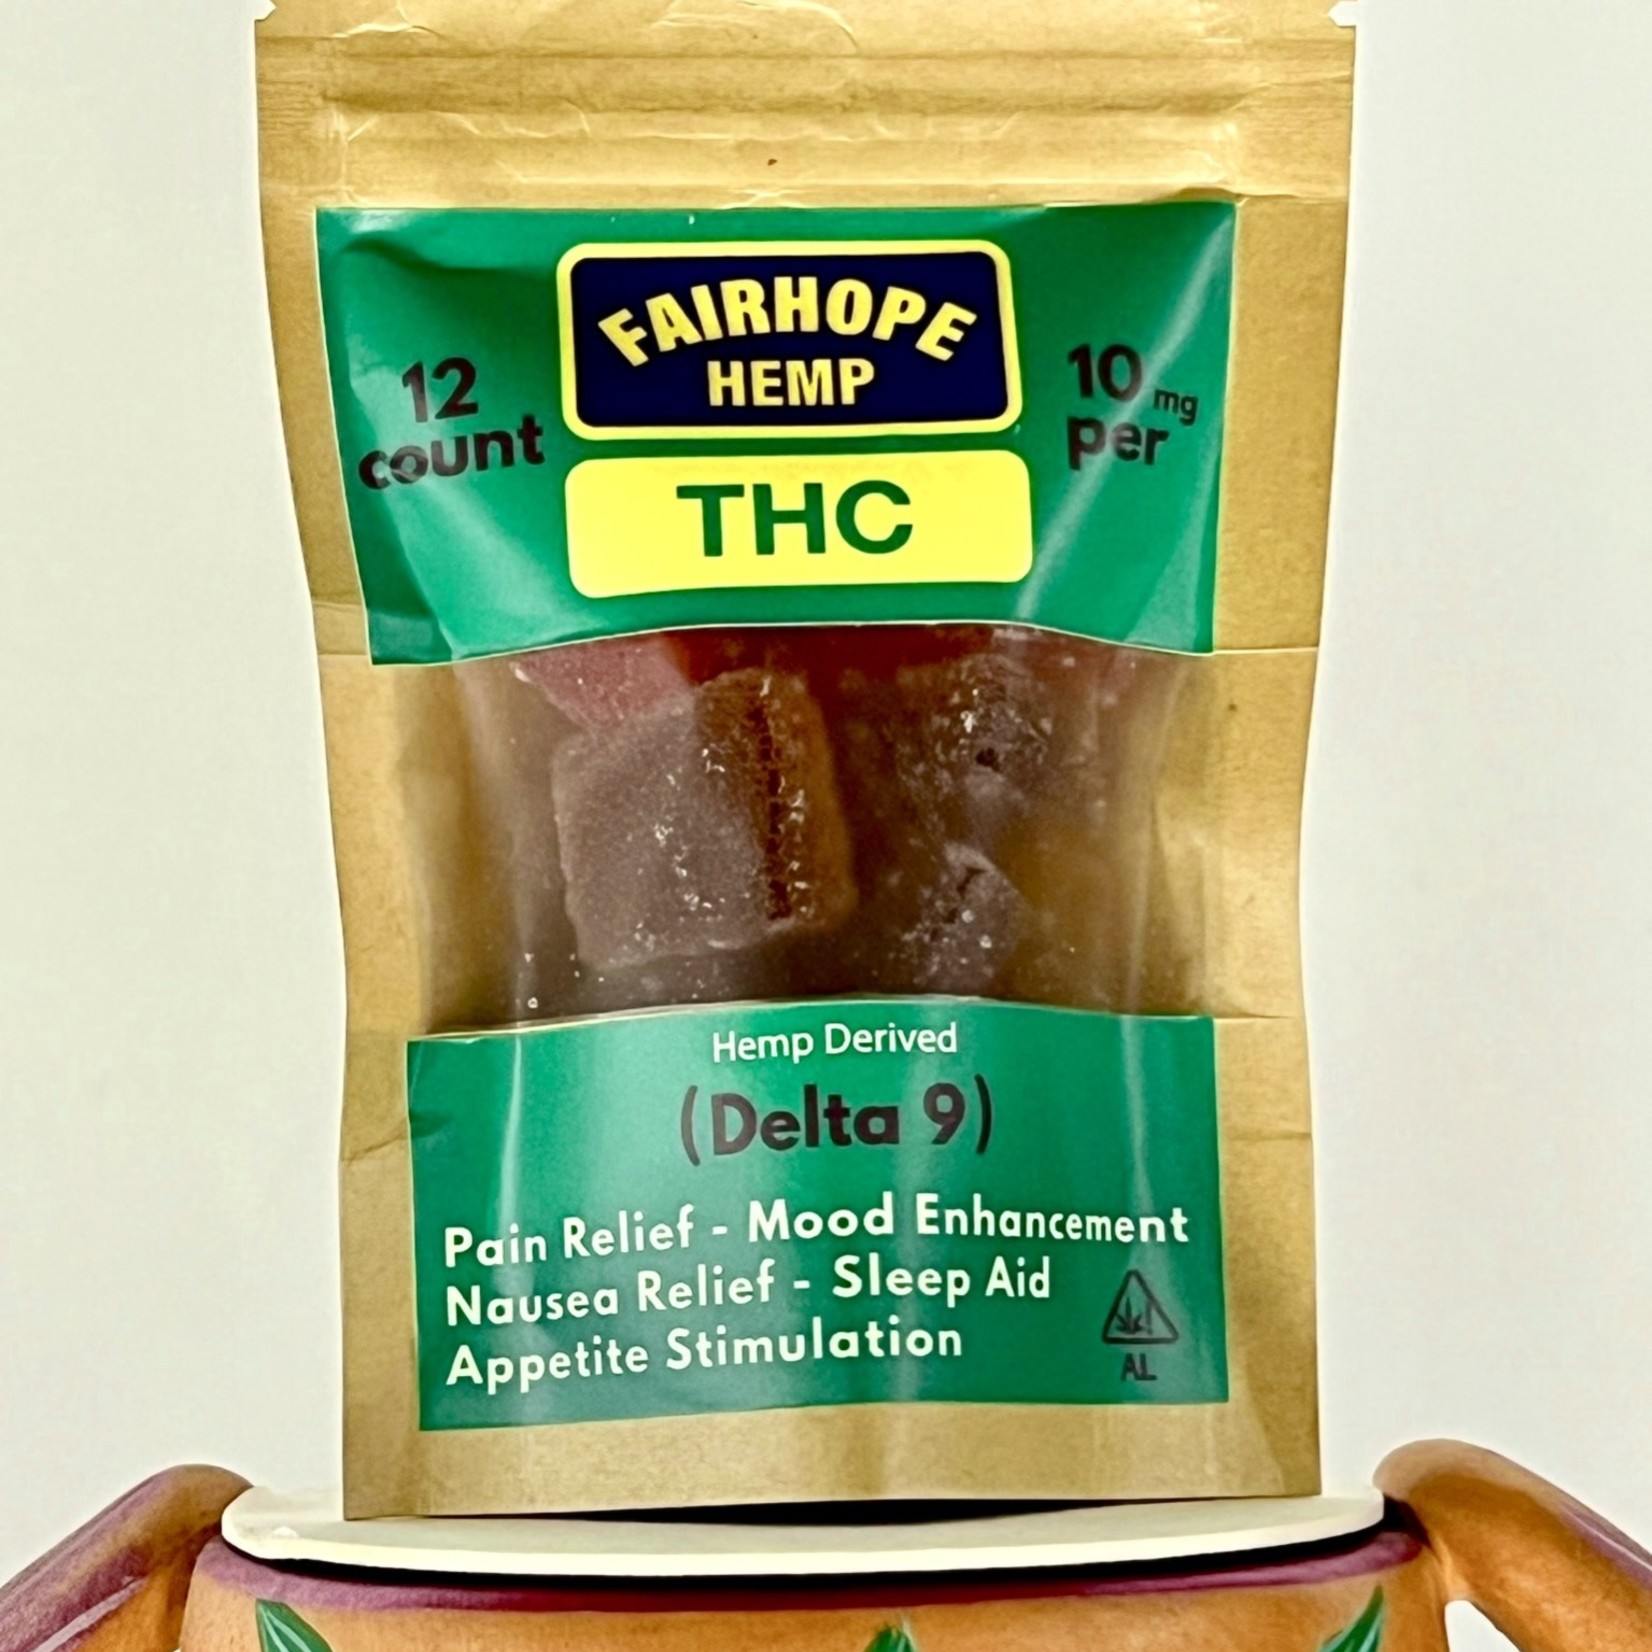 FAIRHOPE
HEMP
12
count
10 mg
per
THC
Hemp Derived
(Delta 9)
Pain Relief - Mood Enhancement
Nausea Relief - Sleep Aid
Appetite Stimulation
AL